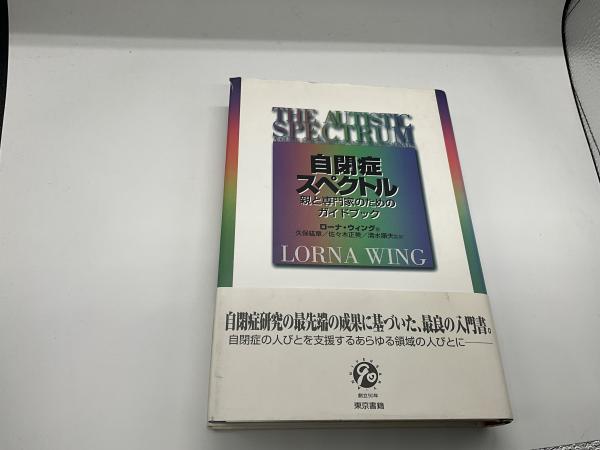 THE AUTISTIC
SPECTRUM
自閉症
スペクトル
親と専門家のための
ガイドブック
ローナ・ウィング著
久保紘章/佐々木正美/清水康夫監訳
LORNA WING
自閉症研究の最先端の成果に基づいた、最良の入門書。
自閉症の人びとを支援するあらゆる領域の人びとに──
創立90年
東京書籍